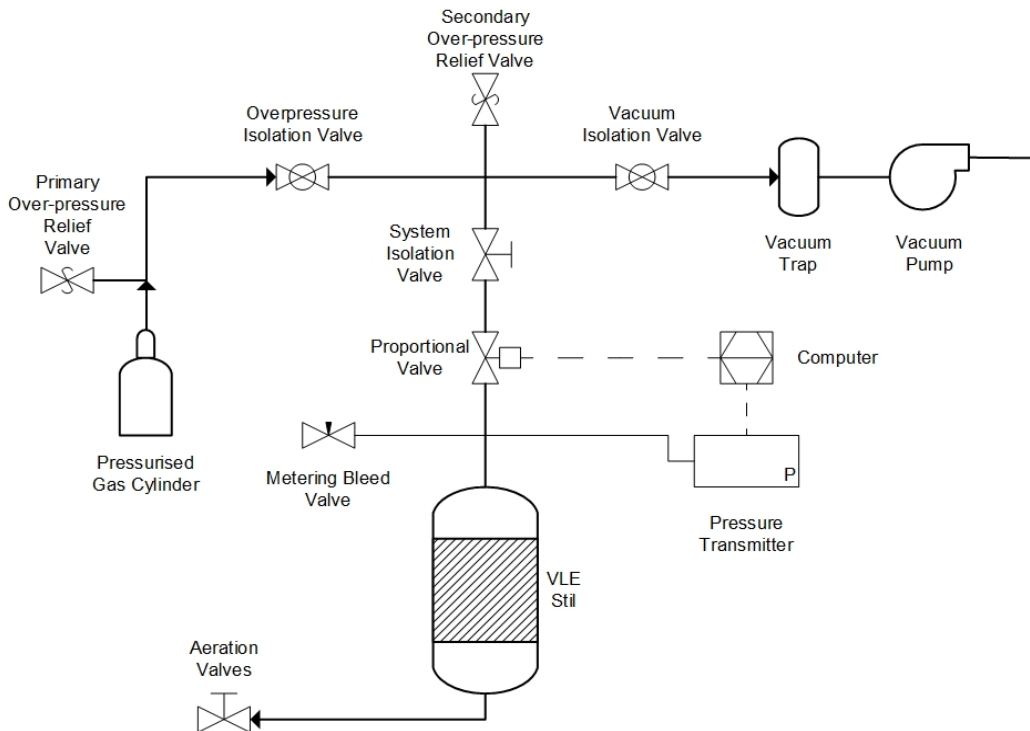 Secondary
Over-pressure
Relief Valve
Overpressure
Isolation Valve
Vacuum
Isolation Valve
Primary
Over-pressure
Relief
Valve
System
Isolation
Valve
Vacuum
Trap
Vacuum
Pump
Proportional
Valve
Computer
Pressurised
Gas Cylinder
Metering Bleed
Valve
P
Pressure
Transmitter
VLE
Stil
Aeration
Valves